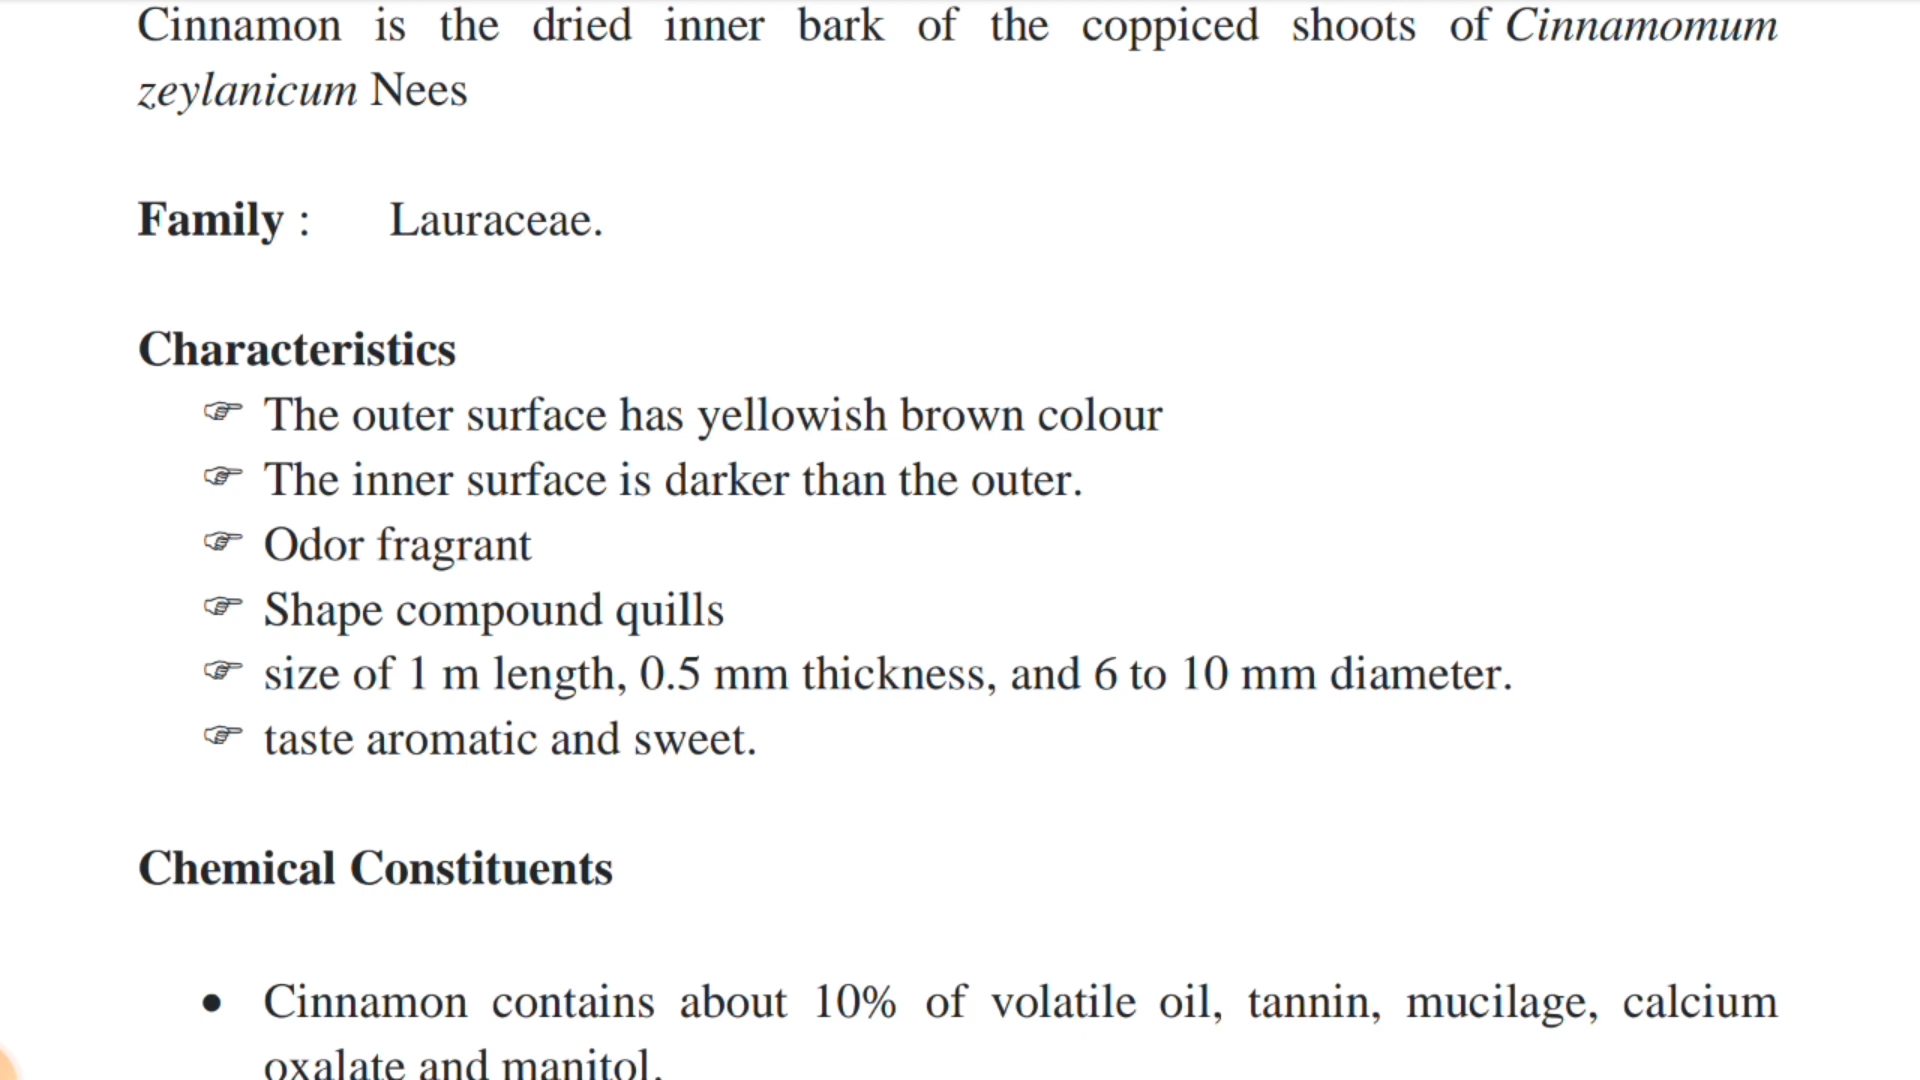 Cinnamon is the dried inner bark of the coppiced shoots of Cinnamomum
zeylanicum Nees
Family : Lauraceae.
Characteristics
☞ The outer surface has yellowish brown colour
☞ The inner surface is darker than the outer.
☞ Odor fragrant
☞ Shape compound quills
☞ size of 1 m length, 0.5 mm thickness, and 6 to 10 mm diameter.
☞ taste aromatic and sweet.
Chemical Constituents
• Cinnamon contains about 10% of volatile oil, tannin, mucilage, calcium
oxalate and manitol.